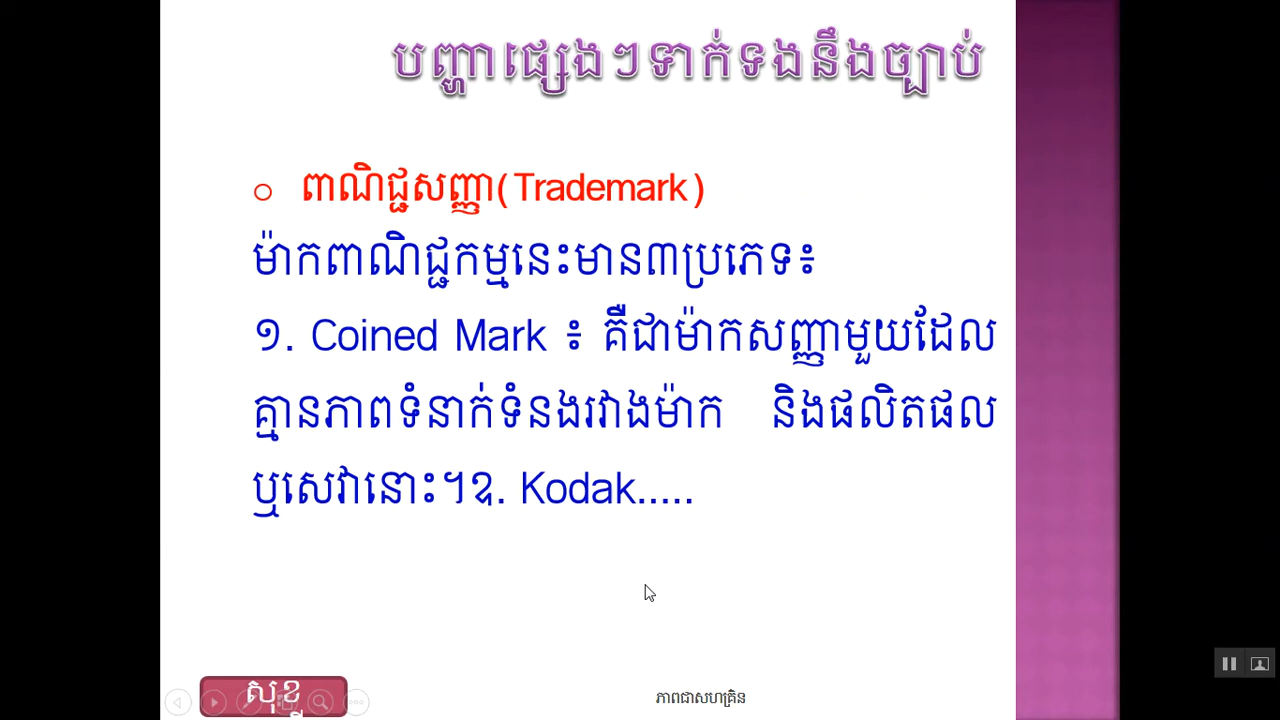 បញ្ហាផ្សេងៗទាក់ទងនឹងច្បាប់
ពាណិជ្ជសញ្ញា(Trademark)
ម៉ាកពាណិជ្ជកម្មនេះមាន៣ប្រភេទ៖
១. Coined Mark ៖ គឺជាម៉ាកសញ្ញាមួយដែល
គ្មានភាពទំនាក់ទំនងរវាងម៉ាក និងផលិតផល
ឬសេវានោះ។ឧ. Kodak.....
ភាពជាសហគ្រិន